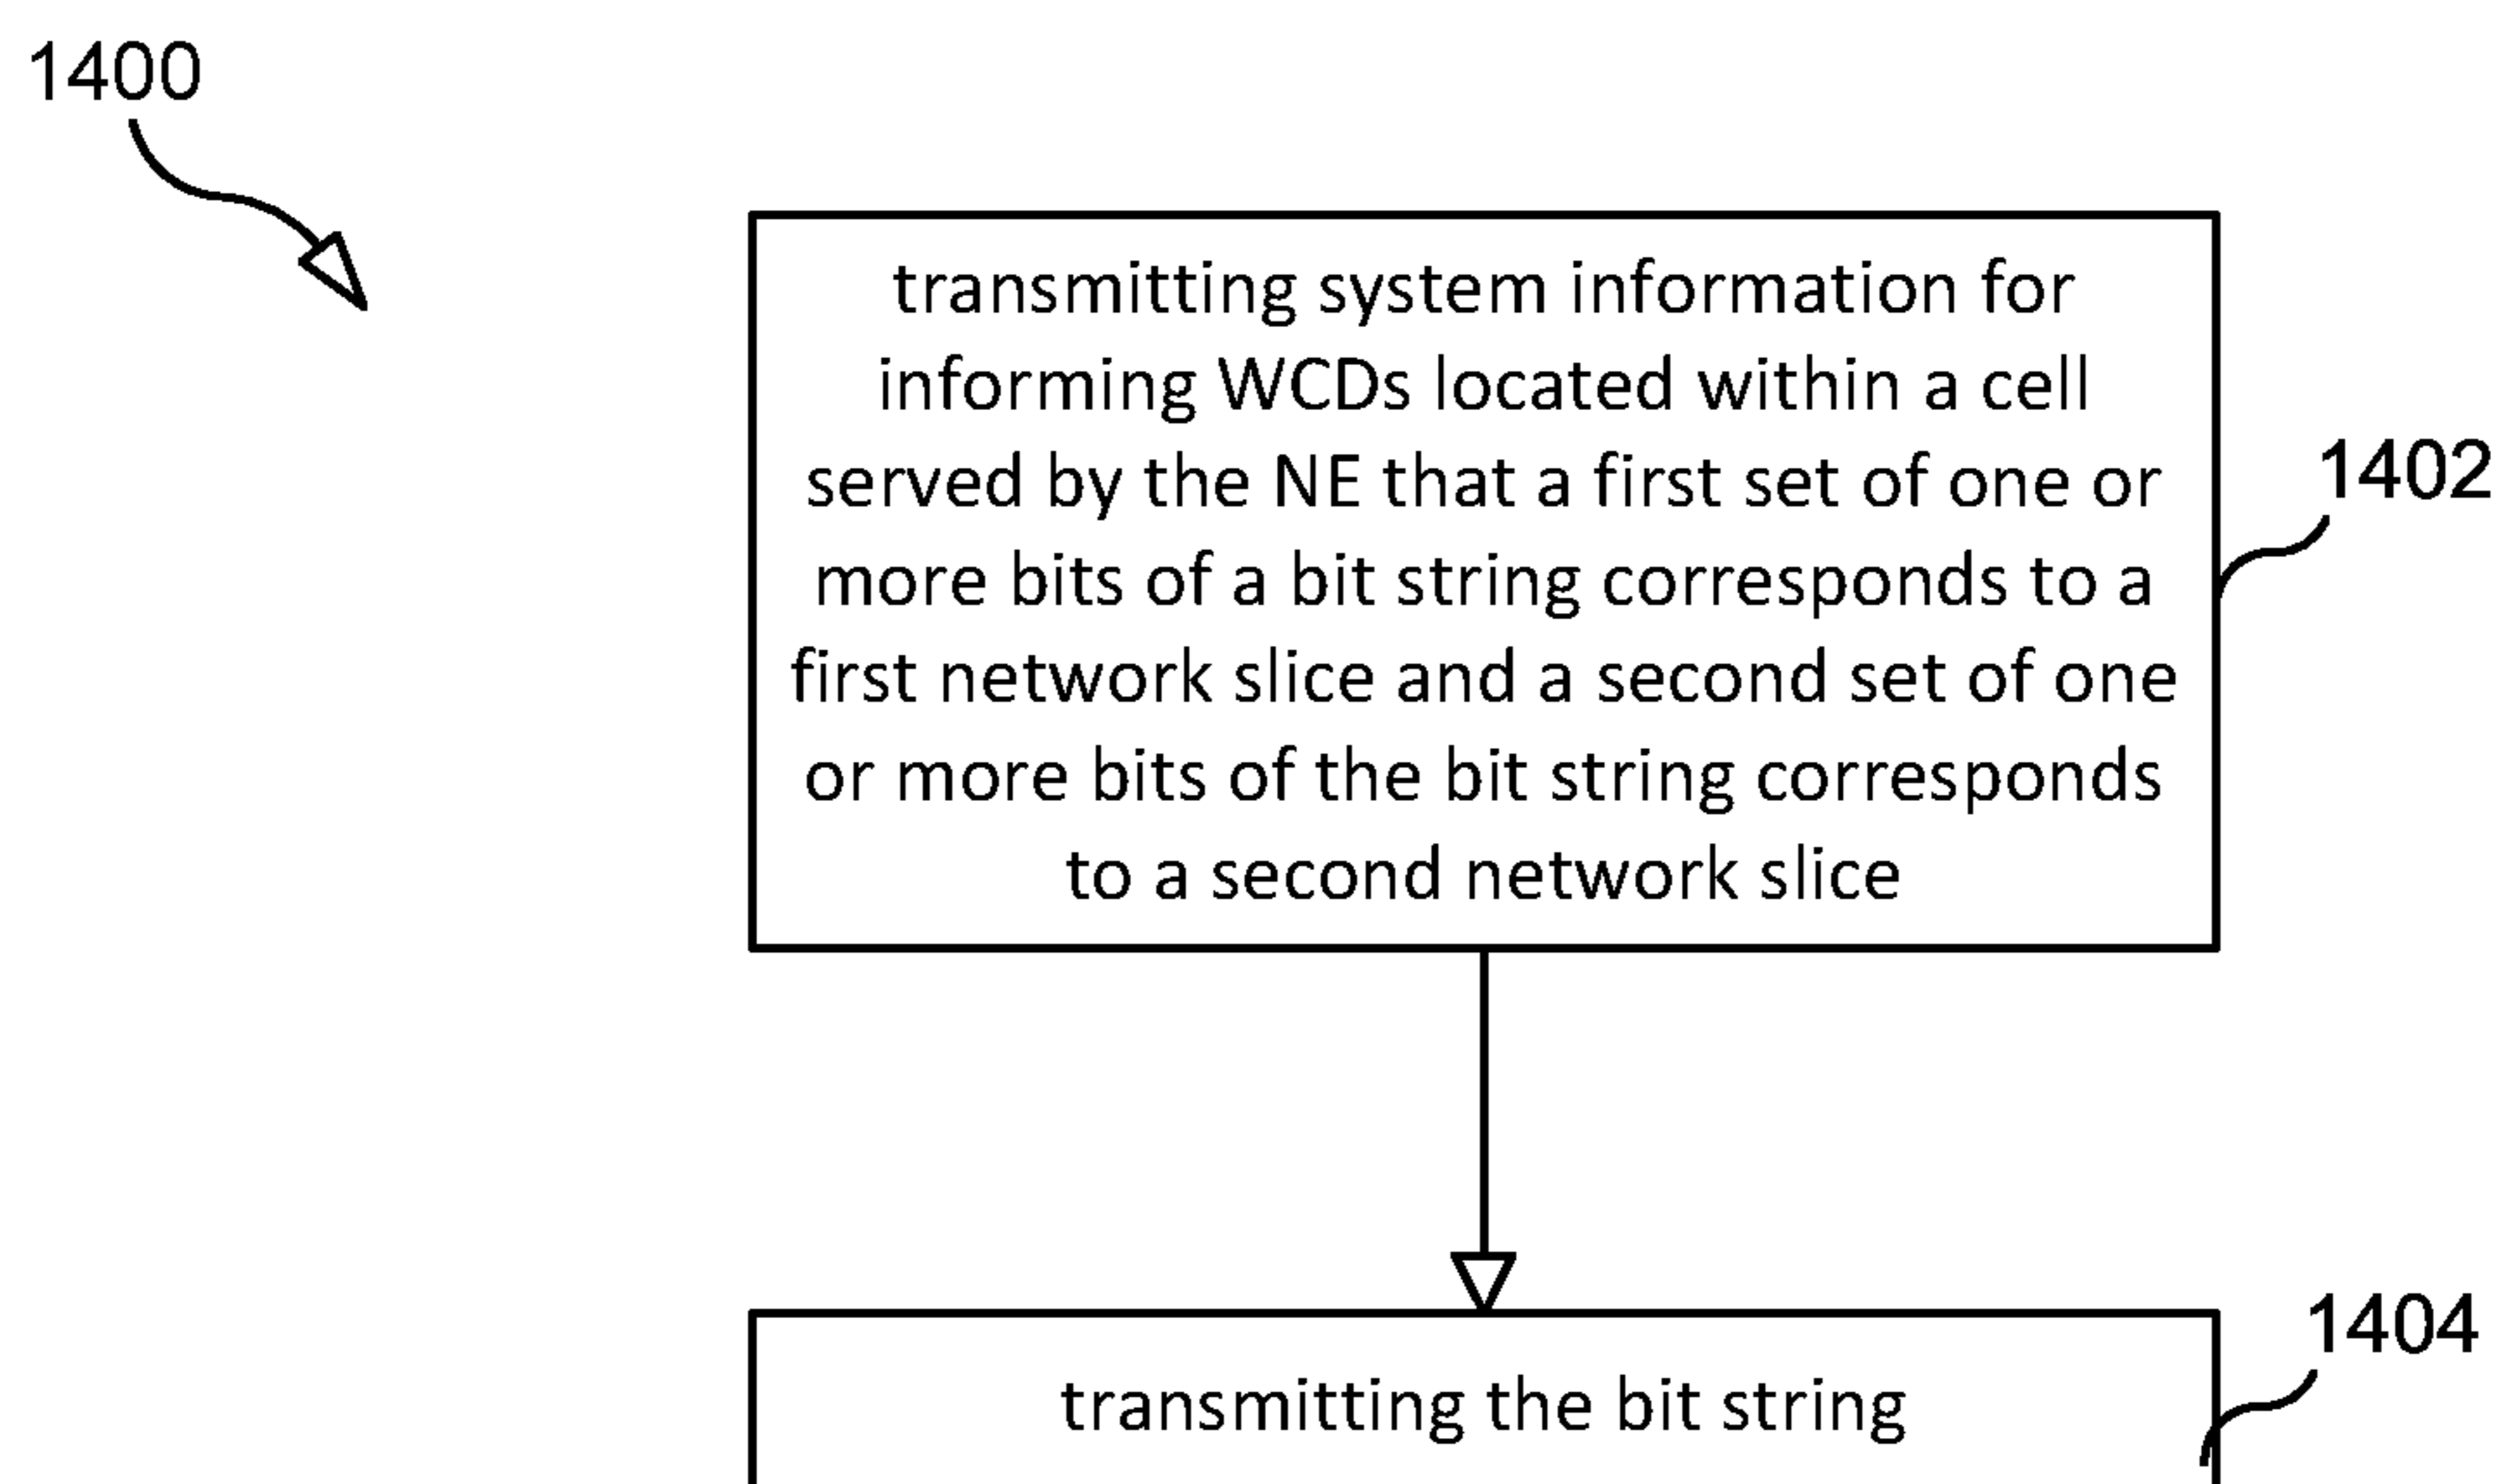 1400
transmitting system information for
informing WCDs located within a cell
served by the NE that a first set of one or
more bits of a bit string corresponds to a
first network slice and a second set of one
or more bits of the bit string corresponds
to a second network slice
1402
transmitting the bit string
1404